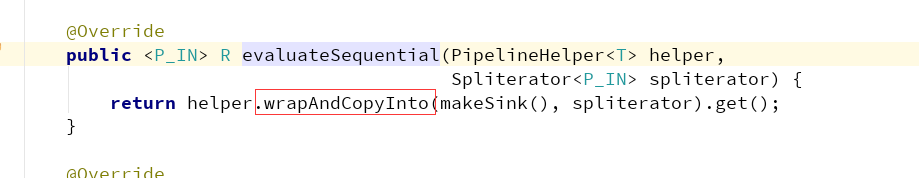 @Override
public <P_IN> R evaluateSequential(PipelineHelper<T> helper,
Spliterator<P_IN> spliterator) {
return helper.wrapAndCopyInto(makeSink(), spliterator).get();
}
@Override